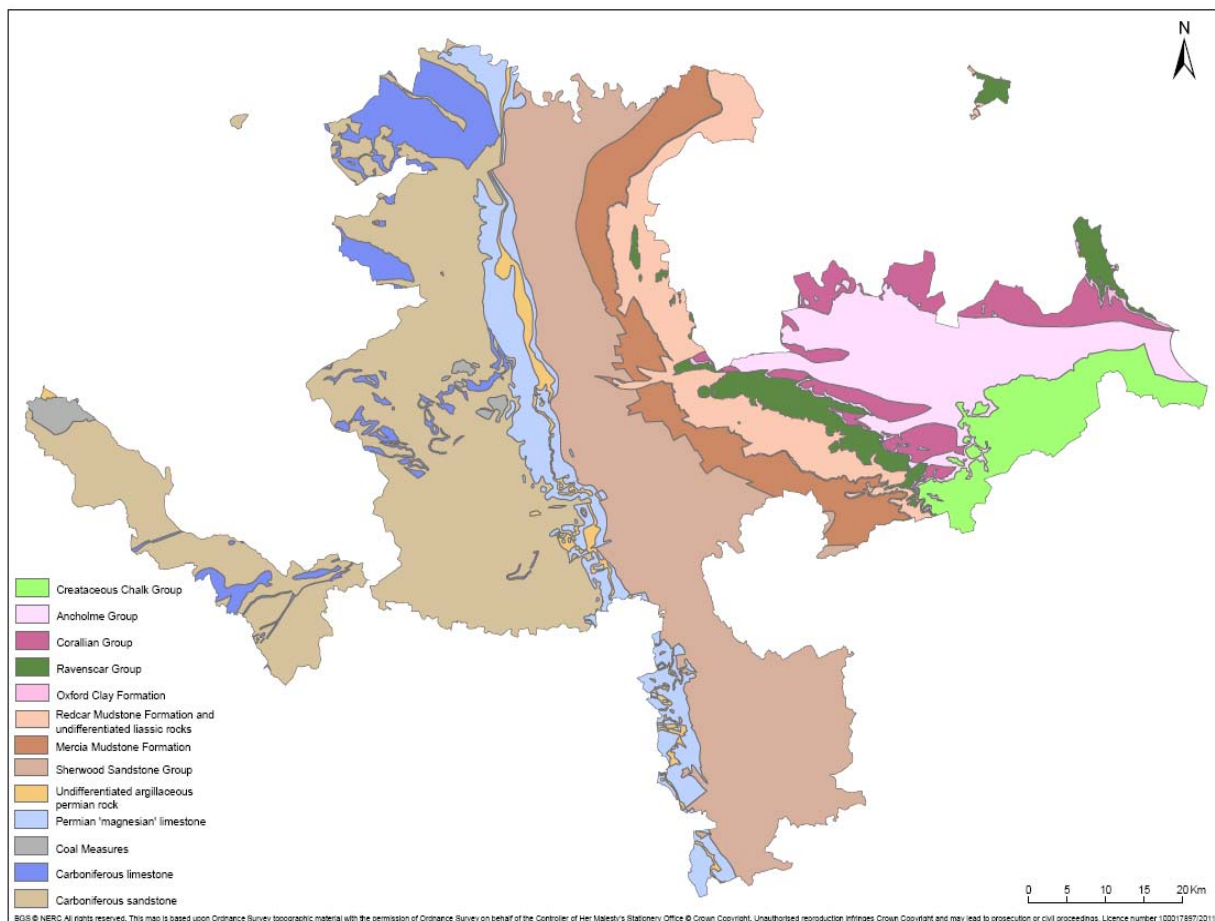 N
Creataceous Chalk Group
Ancholme Group
Corallian Group
Ravenscar Group
Oxford Clay Formation
Redcar Mudstone Formation and
undifferentiated liassic rocks
Mercia Mudstone Formation
Sherwood Sandstone Group
Undifferentiated argillaceous
permian rock
Permian 'magnesian' limestone
Coal Measures
Carboniferous limestone
Carboniferous sandstone
0 5 10 15 20 Km
BGS © NERC All rights reserved. This map is based upon Ordnance Survey topographic material with the permission of Ordnance Survey on behalf of the Controller of Her Majesty's Stationery Office © Crown Copyright. Unauthorised reproduction infringes Crown Copyright and may lead to prosecution or civil proceedings. Licence number 100017897/2011